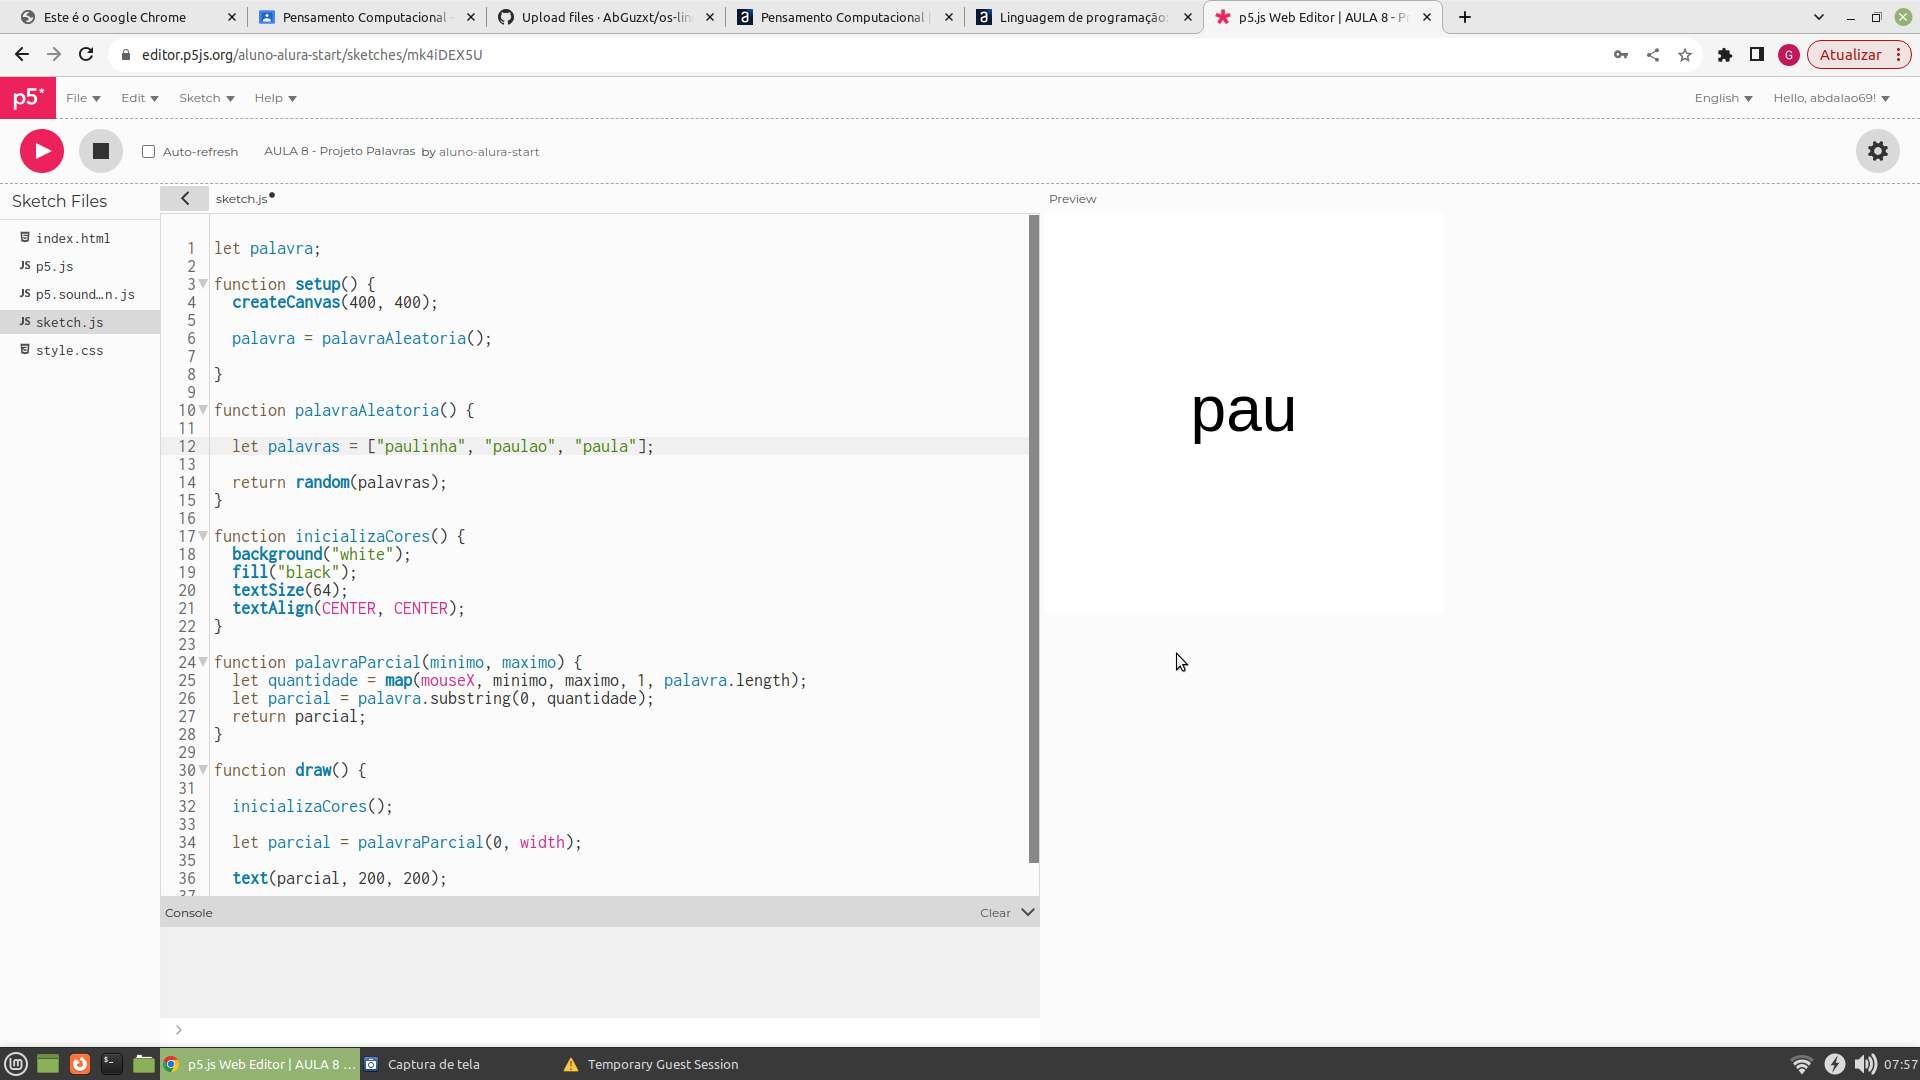 Este é o Google Chrome
Pensamento Computacional -
Upload files · AbGuzxt/os-lin
Pensamento Computacional |
Linguagem de programação:
p5.js Web Editor | AULA 8 - Pr
editor.p5js.org/aluno-alura-start/sketches/mk4iDEX5U
G
Atualizar
p5*
File
Edit
Sketch
Help
English
Hello, abdalao69!
Auto-refresh
AULA 8 - Projeto Palavras by aluno-alura-start
Sketch Files
sketch.js
Preview
index.html
JS p5.js
JS p5.sound…n.js
JS sketch.js
style.css
1 let palavra;
2
3 function setup() {
4 createCanvas(400, 400);
5
6 palavra = palavraAleatoria();
7
8 }
9
10 function palavraAleatoria() {
11
12 let palavras = ["paulinha", "paulao", "paula"];
13
14 return random(palavras);
15 }
16
17 function inicializaCores() {
18 background("white");
19 fill("black");
20 textSize(64);
21 textAlign(CENTER, CENTER);
22 }
23
24 function palavraParcial(minimo, maximo) {
25 let quantidade = map(mouseX, minimo, maximo, 1, palavra.length);
26 let parcial = palavra.substring(0, quantidade);
27 return parcial;
28 }
29
30 function draw() {
31
32 inicializaCores();
33
34 let parcial = palavraParcial(0, width);
35
36 text(parcial, 200, 200);
37
pau
Console
Clear
>
p5.js Web Editor | AULA 8 ...
Captura de tela
Temporary Guest Session
07:57